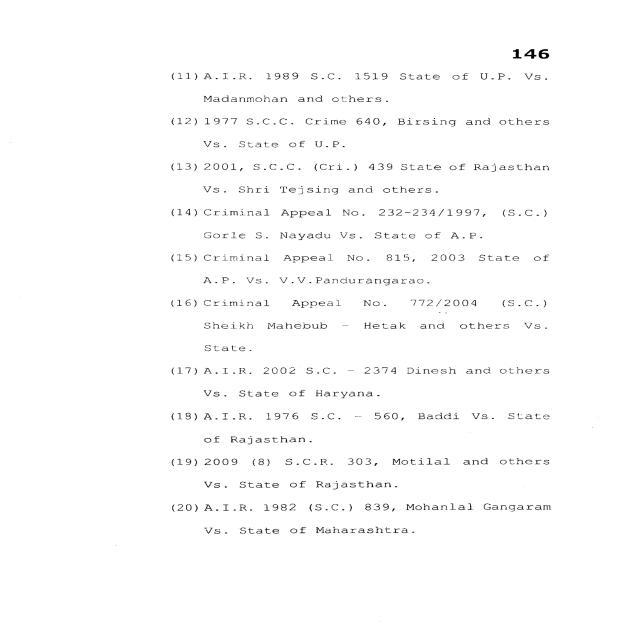 146
(11) A.I.R. 1989 S.C. 1519 State of U.P. Vs.
Madanmohan and others.
(12) 1977 S.C.C. Crime 640, Birsing and others
Vs. State of U.P.
(13) 2001, S.C.C. (Cri.) 439 State of Rajasthan
Vs. Shri Tejsing and others.
(14) Criminal Appeal No. 232-234/1997, (S.C.)
Gorle S. Nayadu Vs. State of A.P.
(15) Criminal Appeal No. 815, 2003 State of
A.P. Vs. V.V.Pandurangarao.
(16) Criminal Appeal No. 772/2004 (S.C.)
Sheikh Mahebub - Hetak and others Vs.
State.
(17) A.I.R. 2002 S.C. - 2374 Dinesh and others
Vs. State of Haryana.
(18) A.I.R. 1976 S.C. - 560, Baddi Vs. State
of Rajasthan.
(19) 2009 (8) S.C.R. 303, Motilal and others
Vs. State of Rajasthan.
(20) A.I.R. 1982 (S.C.) 839, Mohanlal Gangaram
Vs. State of Maharashtra.